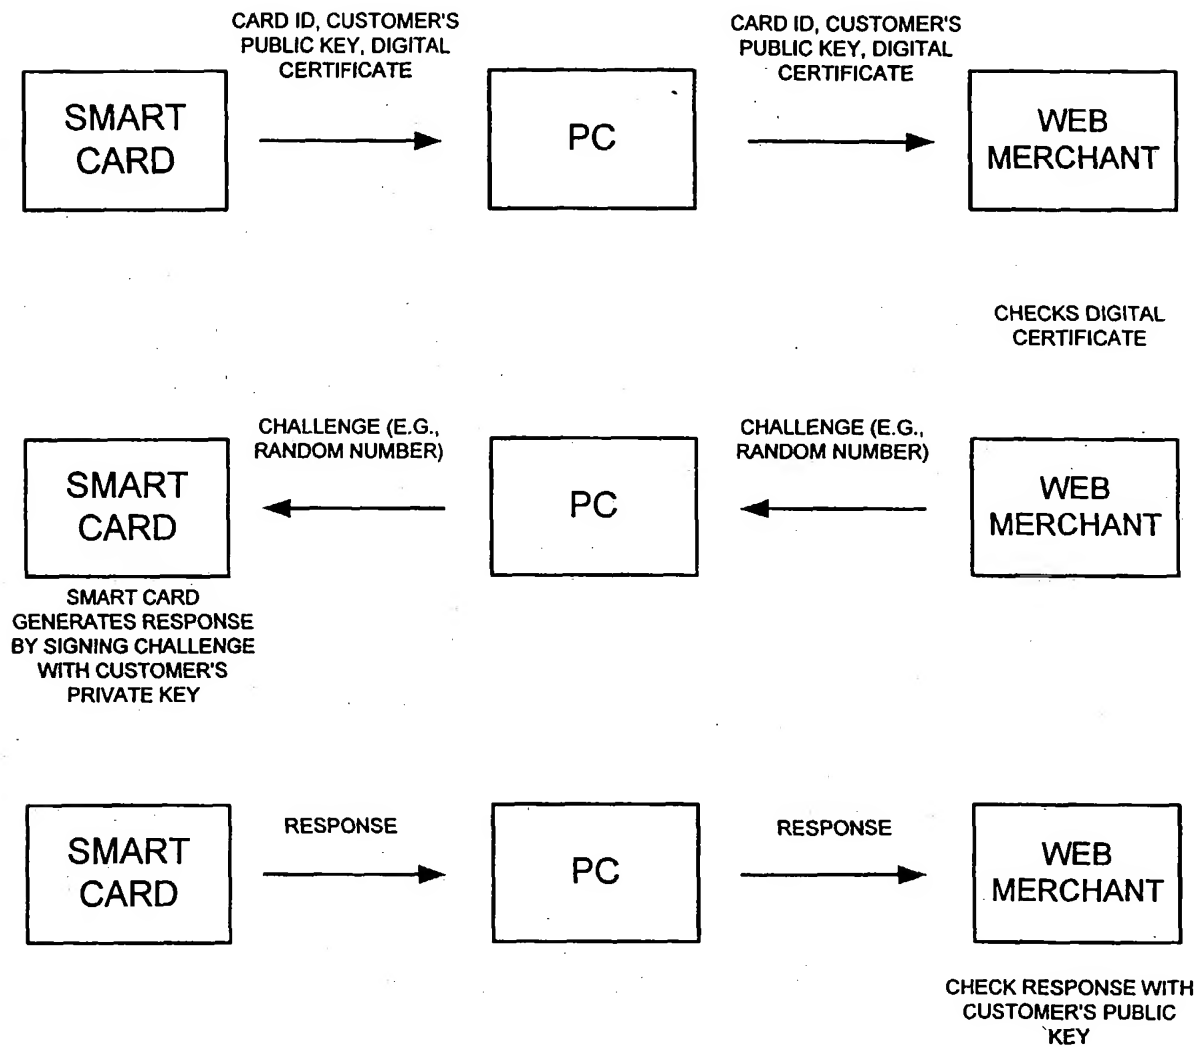 CARD ID, CUSTOMER'S
PUBLIC KEY, DIGITAL
CERTIFICATE
CARD ID, CUSTOMER'S
PUBLIC KEY, DIGITAL
CERTIFICATE
SMART
CARD
PC
WEB
MERCHANT
CHECKS DIGITAL
CERTIFICATE
CHALLENGE (E.G.,
RANDOM NUMBER)
CHALLENGE (E.G.,
RANDOM NUMBER)
SMART
CARD
PC
WEB
MERCHANT
SMART CARD
GENERATES RESPONSE
BY SIGNING CHALLENGE
WITH CUSTOMER'S
PRIVATE KEY
RESPONSE
RESPONSE
SMART
CARD
PC
WEB
MERCHANT
CHECK RESPONSE WITH
CUSTOMER'S PUBLIC
KEY